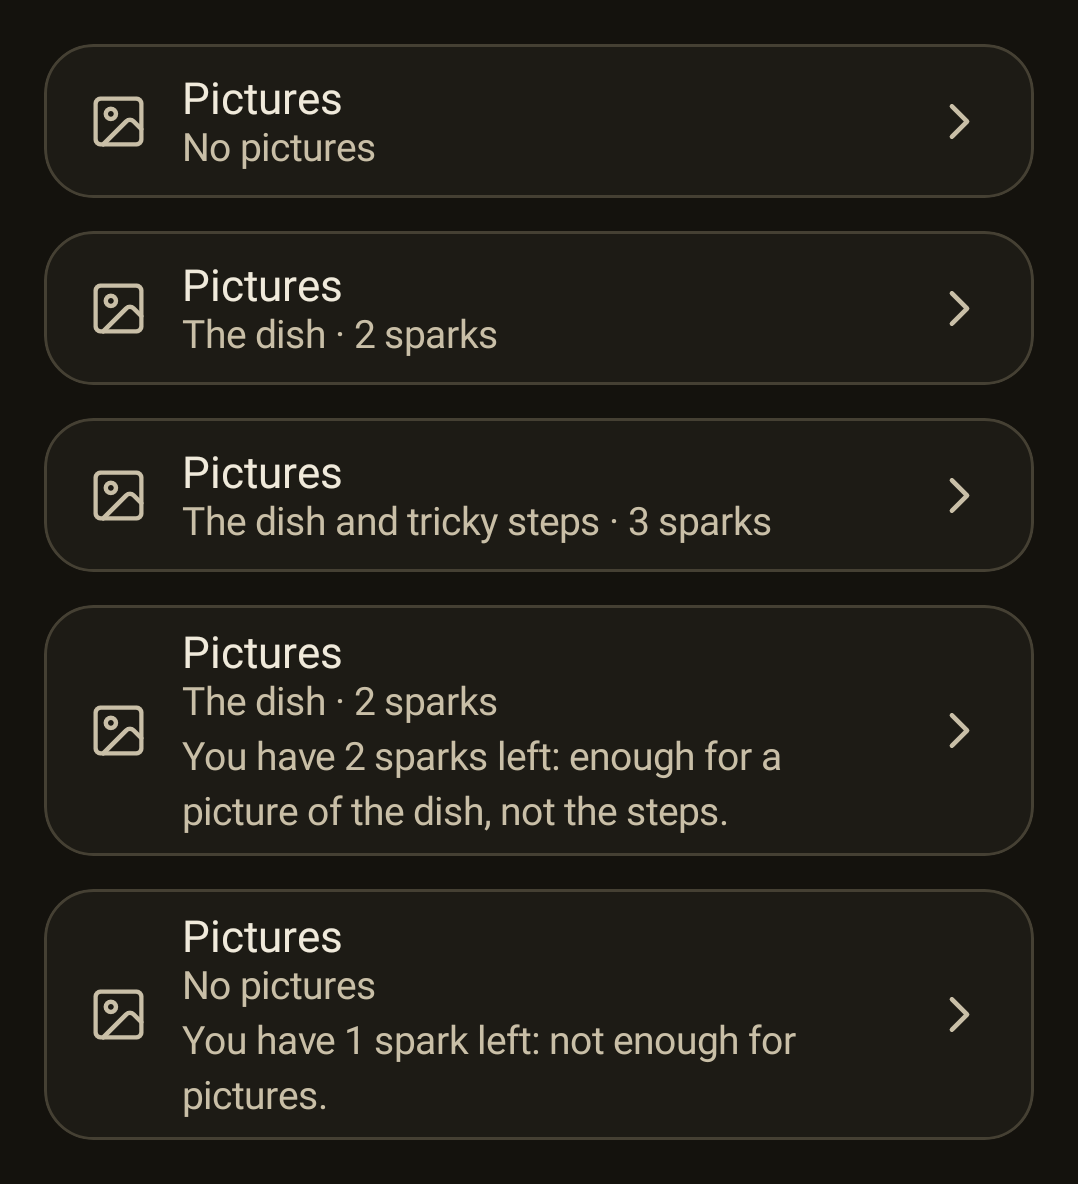 Pictures
No pictures
Pictures
The dish · 2 sparks
Pictures
The dish and tricky steps · 3 sparks
Pictures
The dish · 2 sparks
You have 2 sparks left: enough for a
picture of the dish, not the steps.
Pictures
No pictures
You have 1 spark left: not enough for
pictures.